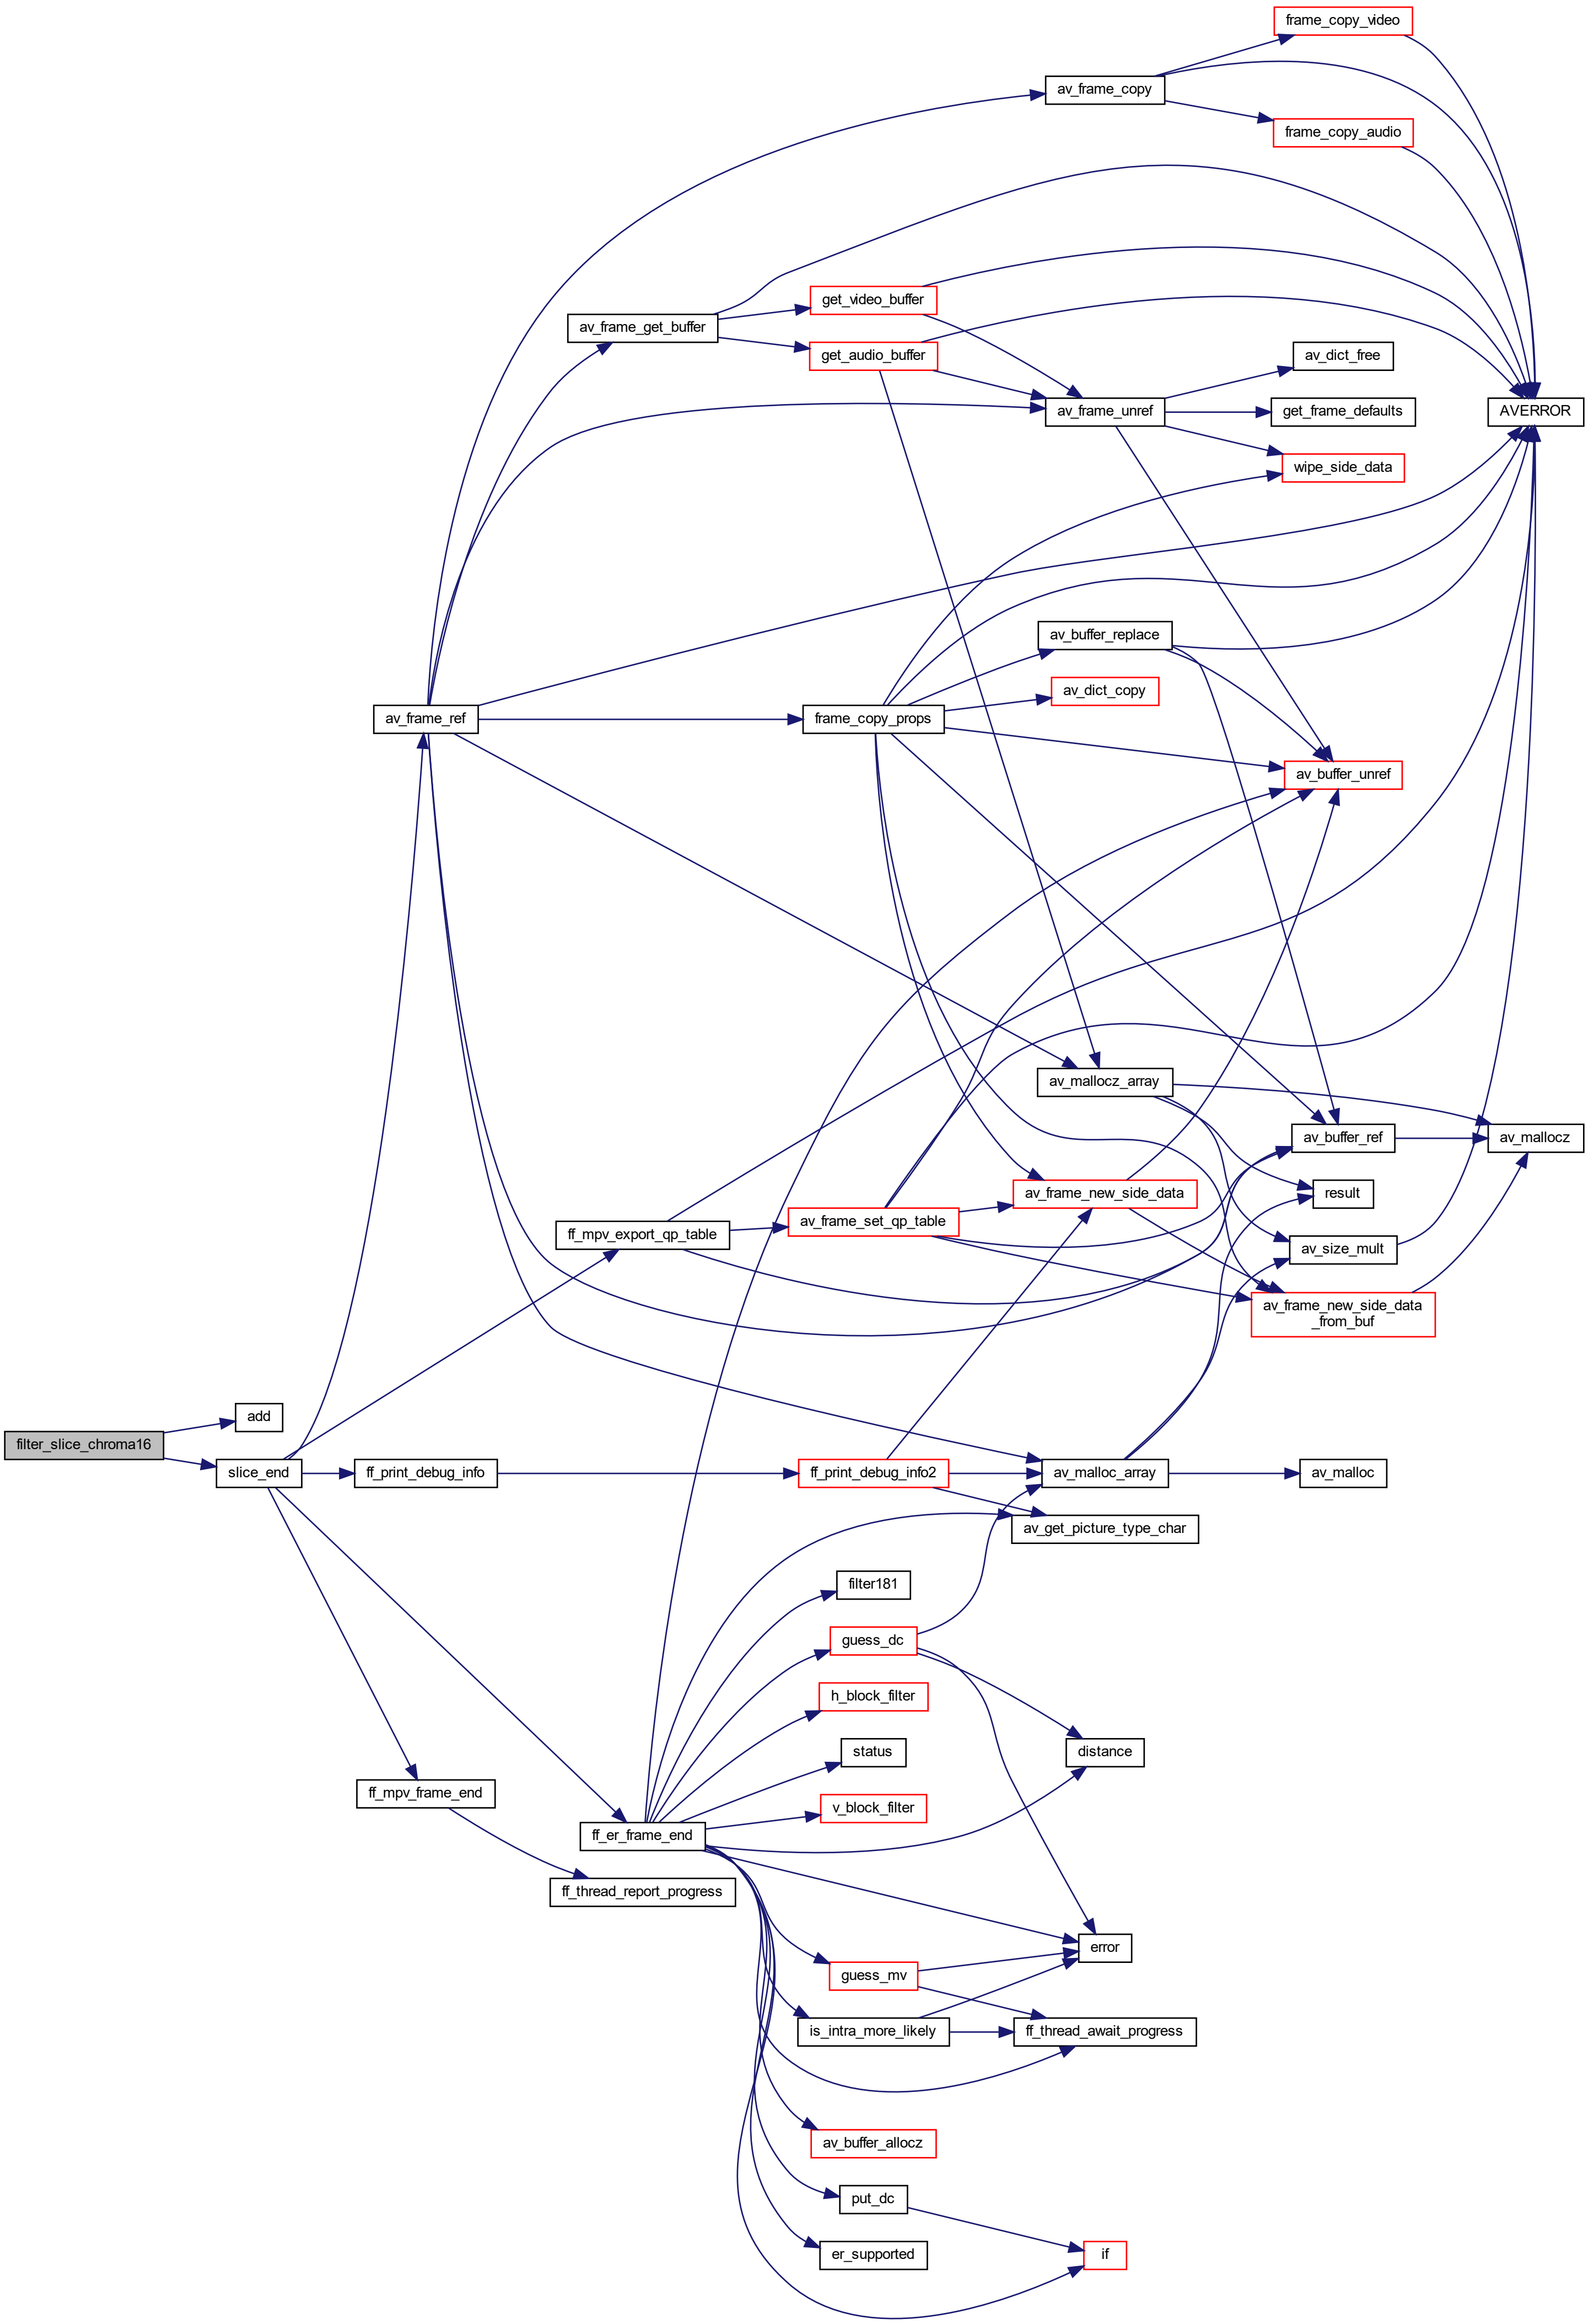 frame_copy_video
av_frame_copy
frame_copy_audio
get_video_buffer
av_frame_get_buffer
get_audio_buffer
av_dict_free
av_frame_unref
get_frame_defaults
AVERROR
wipe_side_data
av_buffer_replace
av_dict_copy
av_frame_ref
frame_copy_props
av_buffer_unref
av_mallocz_array
av_buffer_ref
av_mallocz
av_frame_new_side_data
result
av_frame_set_qp_table
ff_mpv_export_qp_table
av_size_mult
av_frame_new_side_data
_from_buf
add
filter_slice_chroma16
slice_end
ff_print_debug_info
ff_print_debug_info2
av_malloc_array
av_malloc
av_get_picture_type_char
filter181
guess_dc
h_block_filter
status
distance
ff_mpv_frame_end
v_block_filter
ff_er_frame_end
ff_thread_report_progress
error
guess_mv
is_intra_more_likely
ff_thread_await_progress
av_buffer_allocz
put_dc
er_supported
if